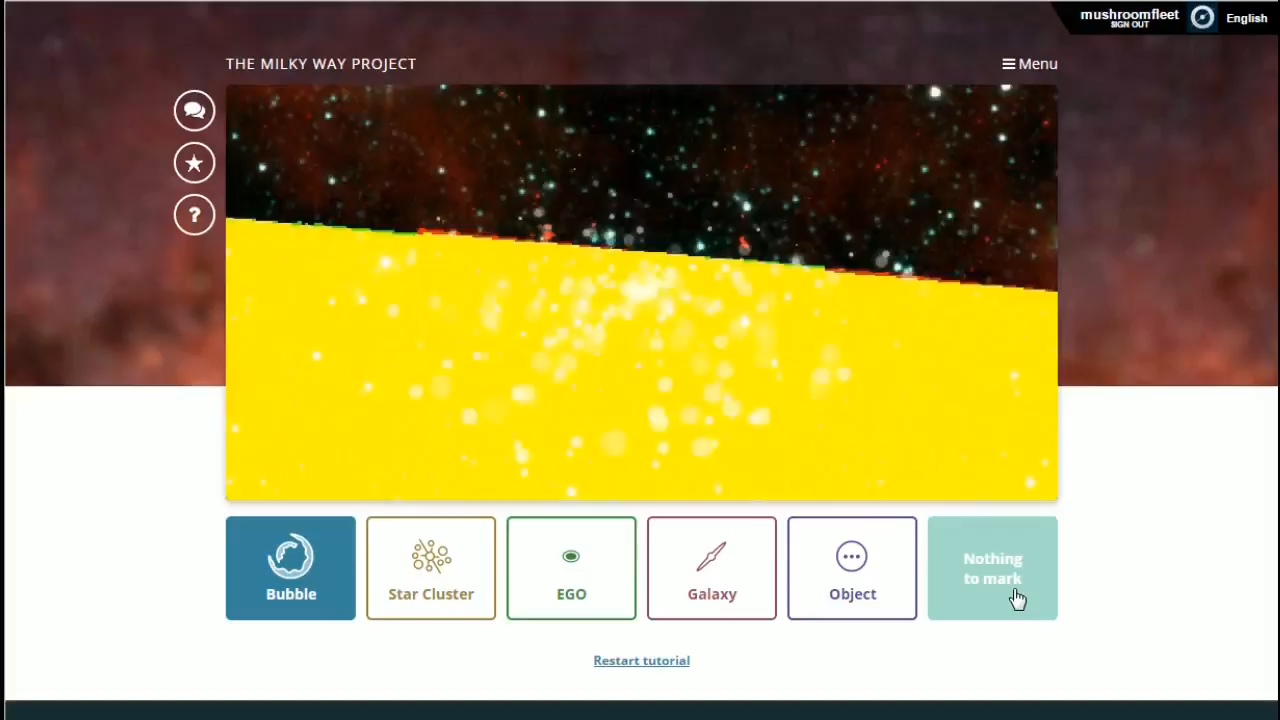 mushroomfleet
SIGN OUT
English
THE MILKY WAY PROJECT
Menu
?
Bubble
Star Cluster
EGO
Galaxy
Object
Nothing
to mark
Restart tutorial